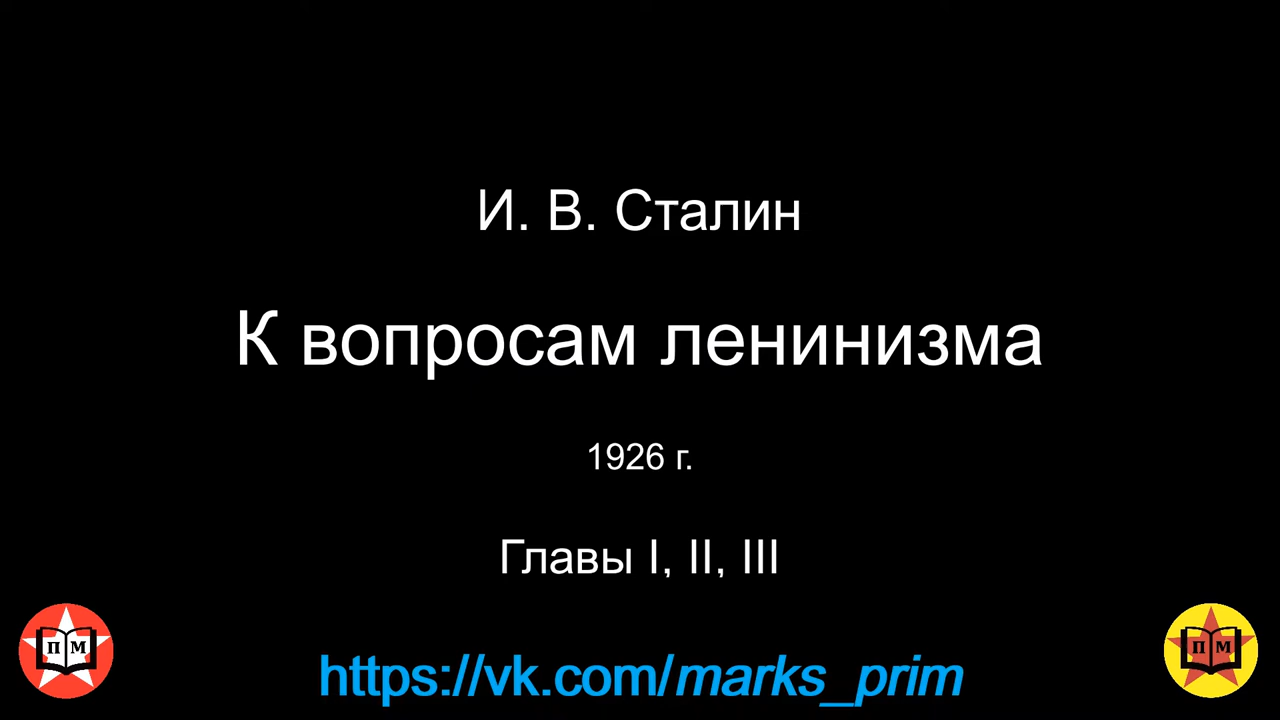 И. В. Сталин
К вопросам ленинизма
1926 г.
Главы I, II, III
П М
П М
https://vk.com/marks_prim